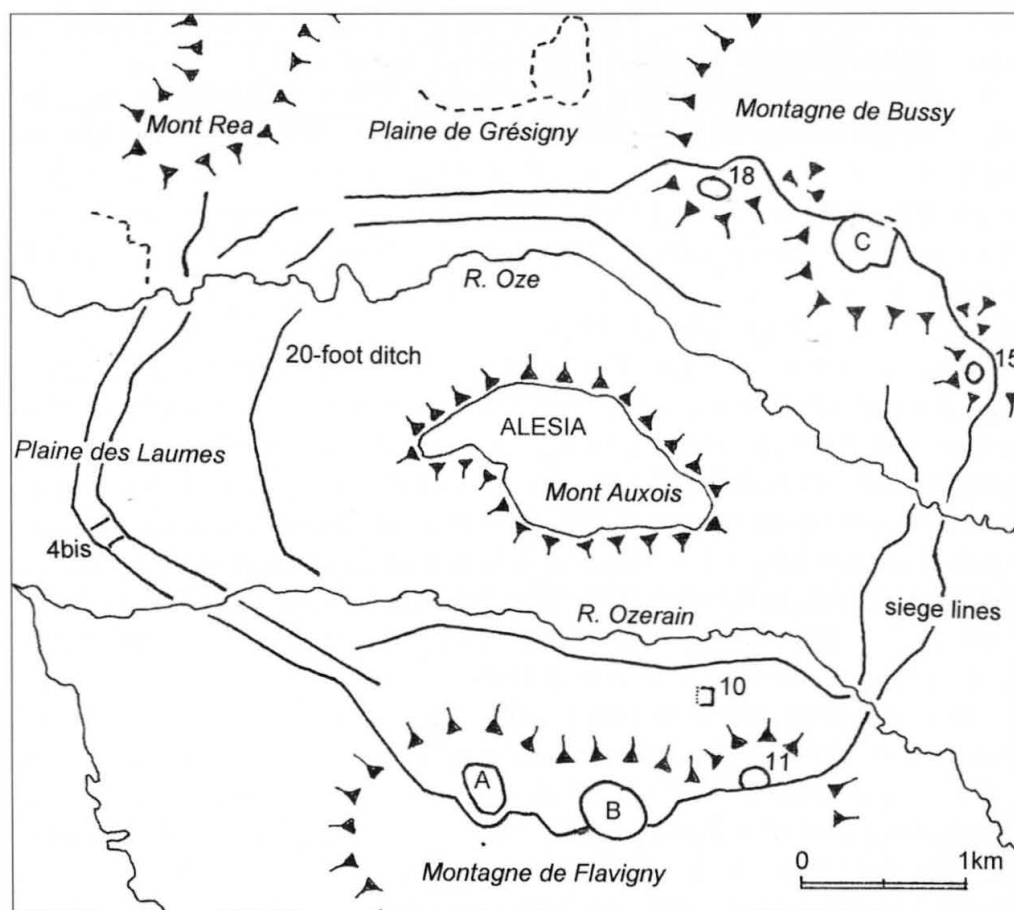 Mont Rea
Plaine de Grésigny
Montagne de Bussy
18
C
R. Oze
15
20-foot ditch
ALESIA
Mont Auxois
Plaine des Laumes
4bis
R. Ozerain
siege lines
10
11
A
B
Montagne de Flavigny
0 1km